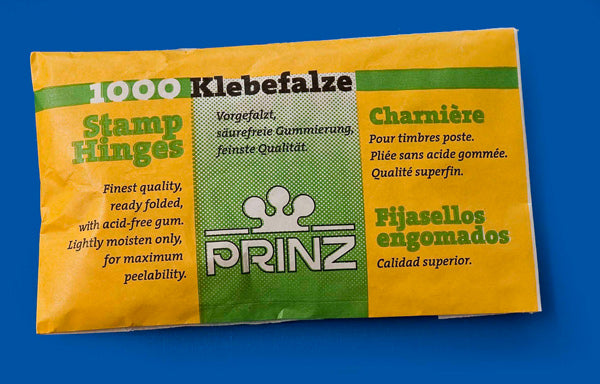 1000 Klebefalze
Stamp
Hinges
Finest quality,
ready folded,
with acid-free gum.
Lightly moisten only,
for maximum
peelability.
Vorgefalzt,
säurefreie Gummierung,
feinste Qualität.
PRINZ
Charnière
Pour timbres poste.
Pliée sans acide gommée.
Qualité superfin.
Fijasellos
engomados
Calidad superior.